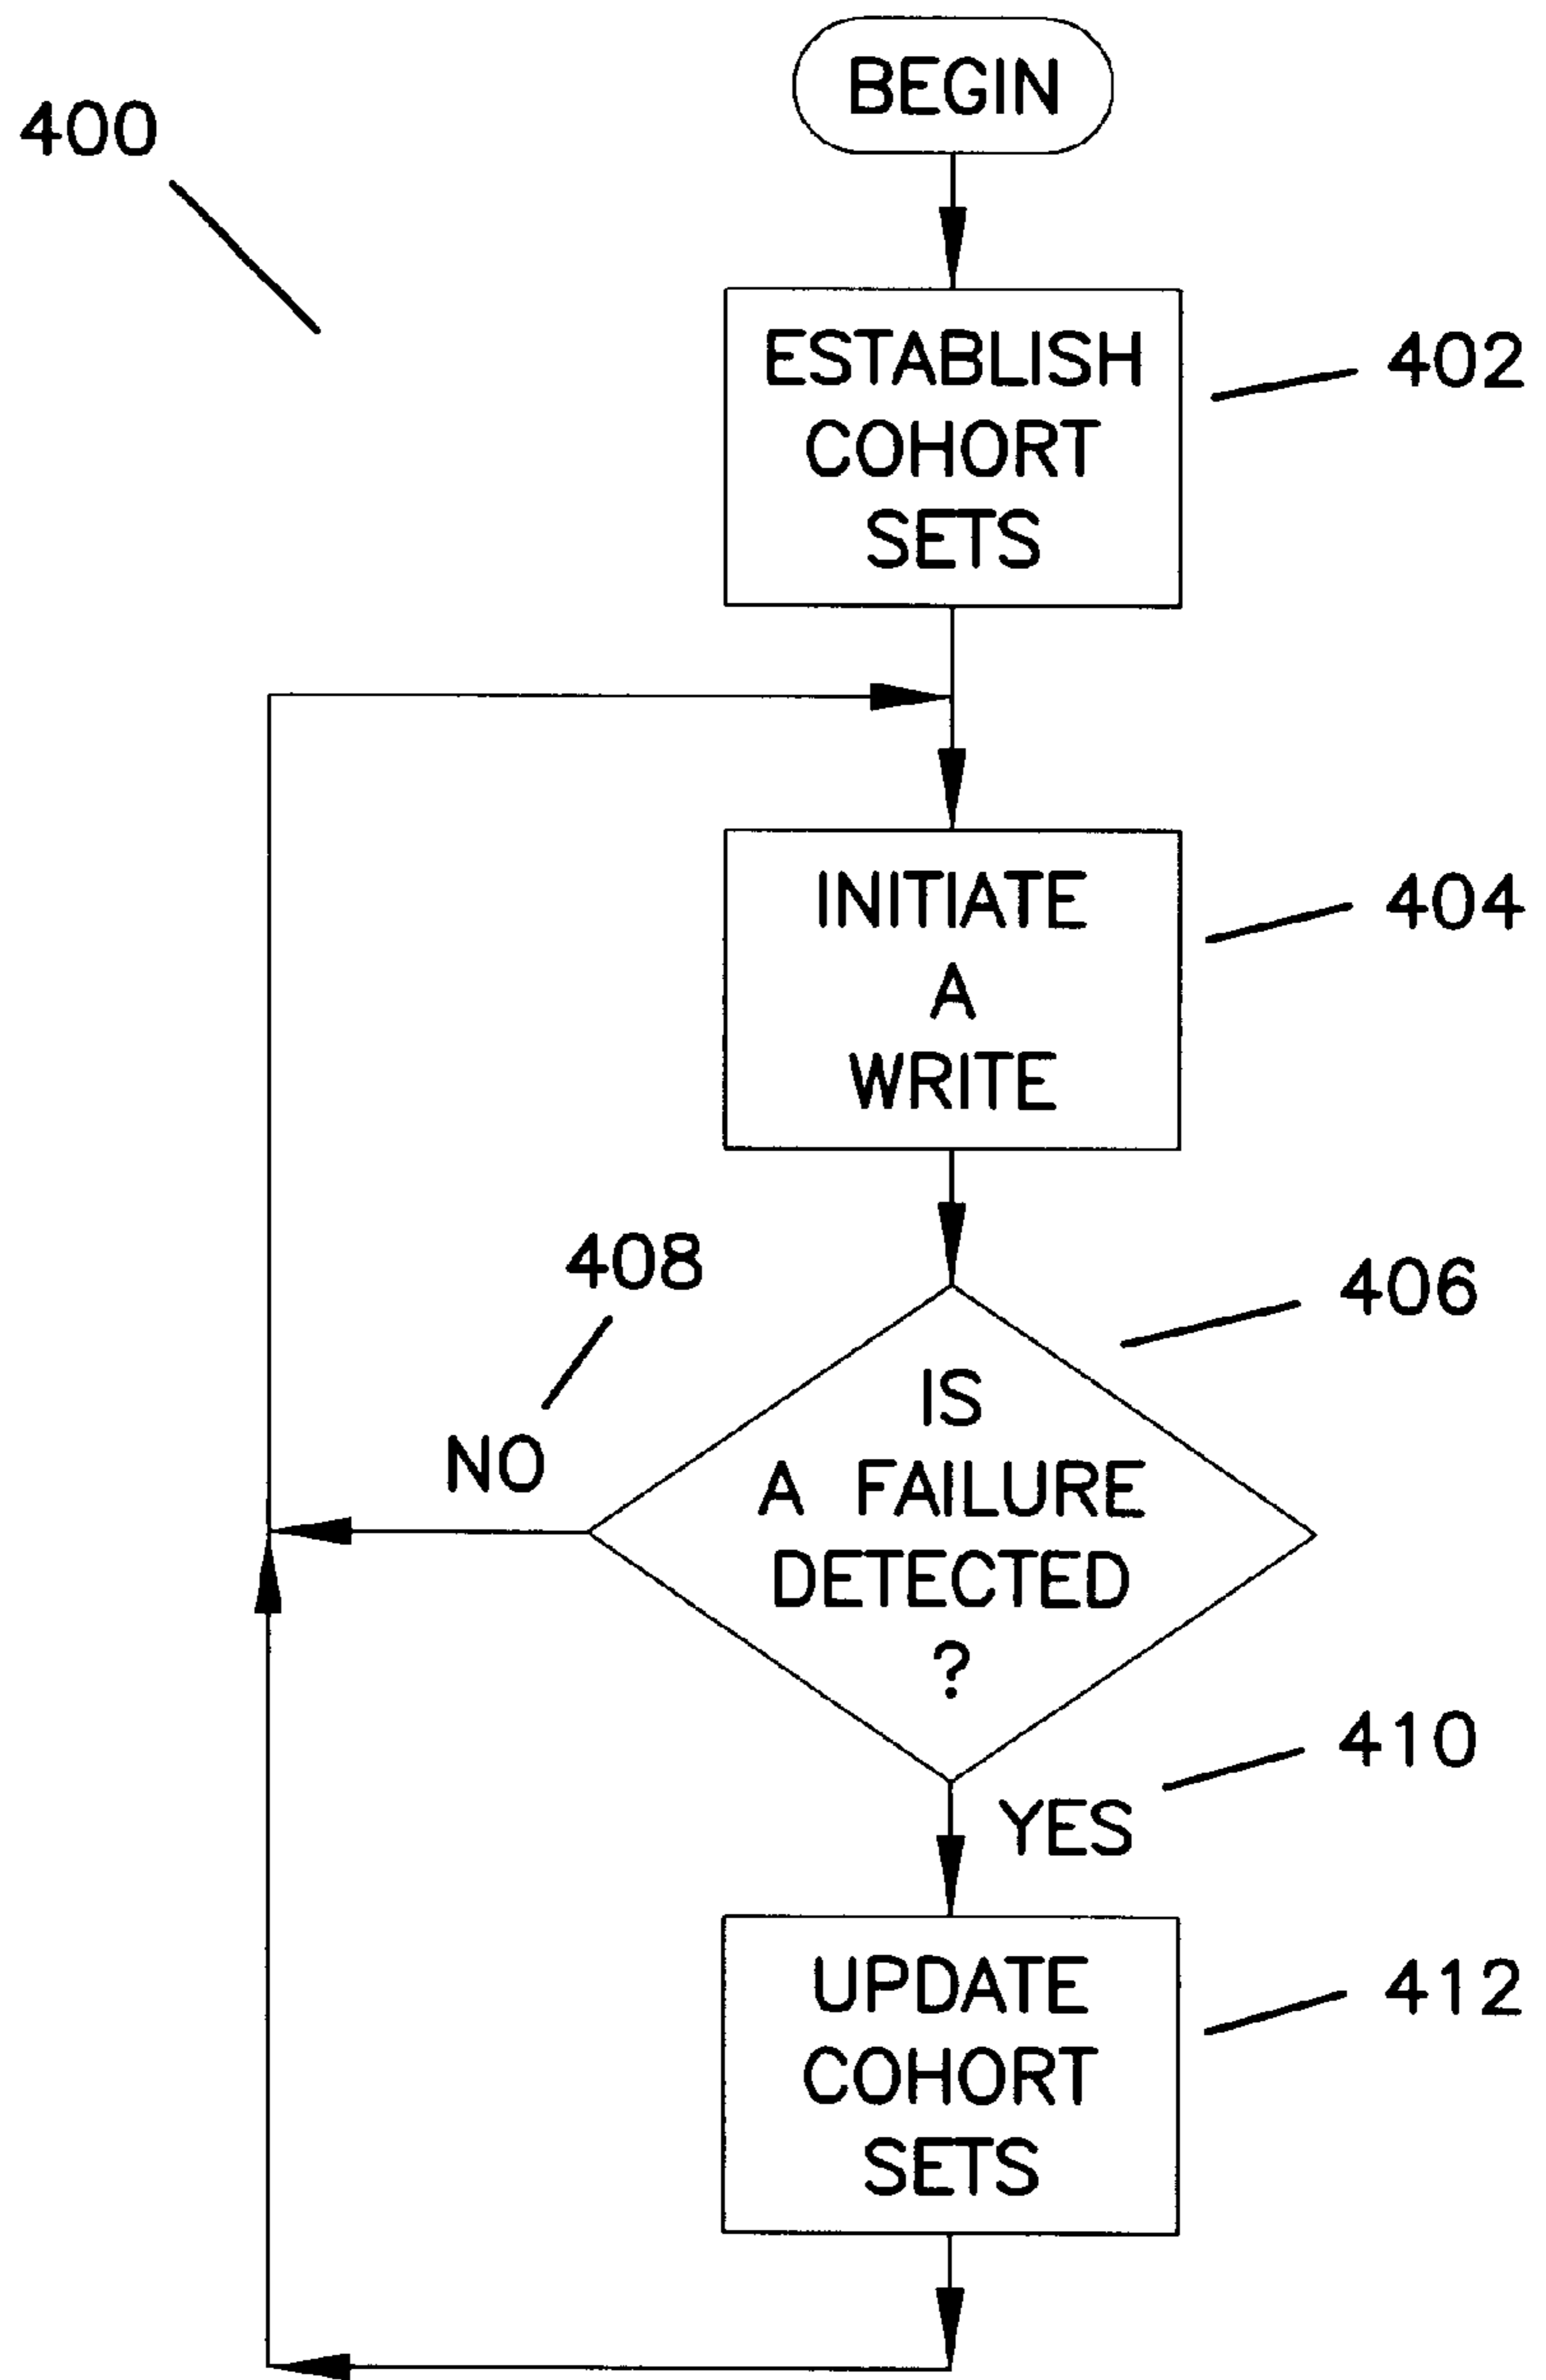 BEGIN
400
ESTABLISH
COHORT
SETS
402
INITIATE
A
WRITE
404
408
NO
406
IS
A FAILURE
DETECTED
?
410
YES
UPDATE
COHORT
SETS
412